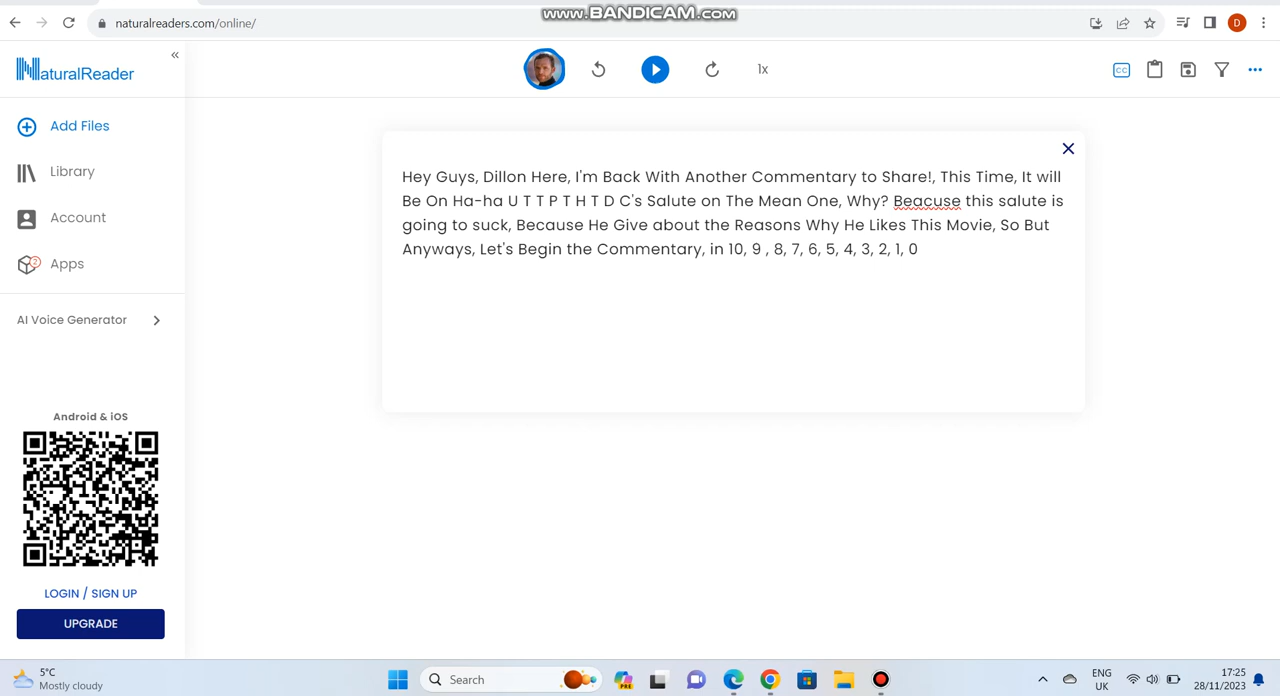 www.BANDICAM.com
naturalreaders.com/online/
D
NaturalReader
«
1x
CC
Add Files
Library
Account
2
Apps
AI Voice Generator
Hey Guys, Dillon Here, I'm Back With Another Commentary to Share!, This Time, It will
Be On Ha-ha U T T P T H T D C's Salute on The Mean One, Why? Beacuse this salute is
going to suck, Because He Give about the Reasons Why He Likes This Movie, So But
Anyways, Let's Begin the Commentary, in 10, 9 , 8, 7, 6, 5, 4, 3, 2, 1, 0
Android & iOS
LOGIN / SIGN UP
UPGRADE
5°C
Mostly cloudy
Search
PRE
ENG
UK
17:25
28/11/2023